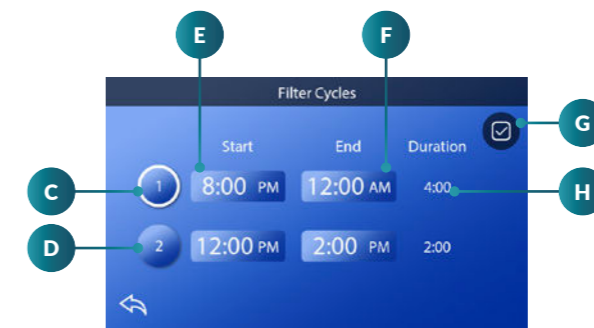 E F
Filter Cycles
G
Start End Duration
C 1 8:00 PM 12:00 AM 4:00 H
D 2 12:00 PM 2:00 PM 2:00